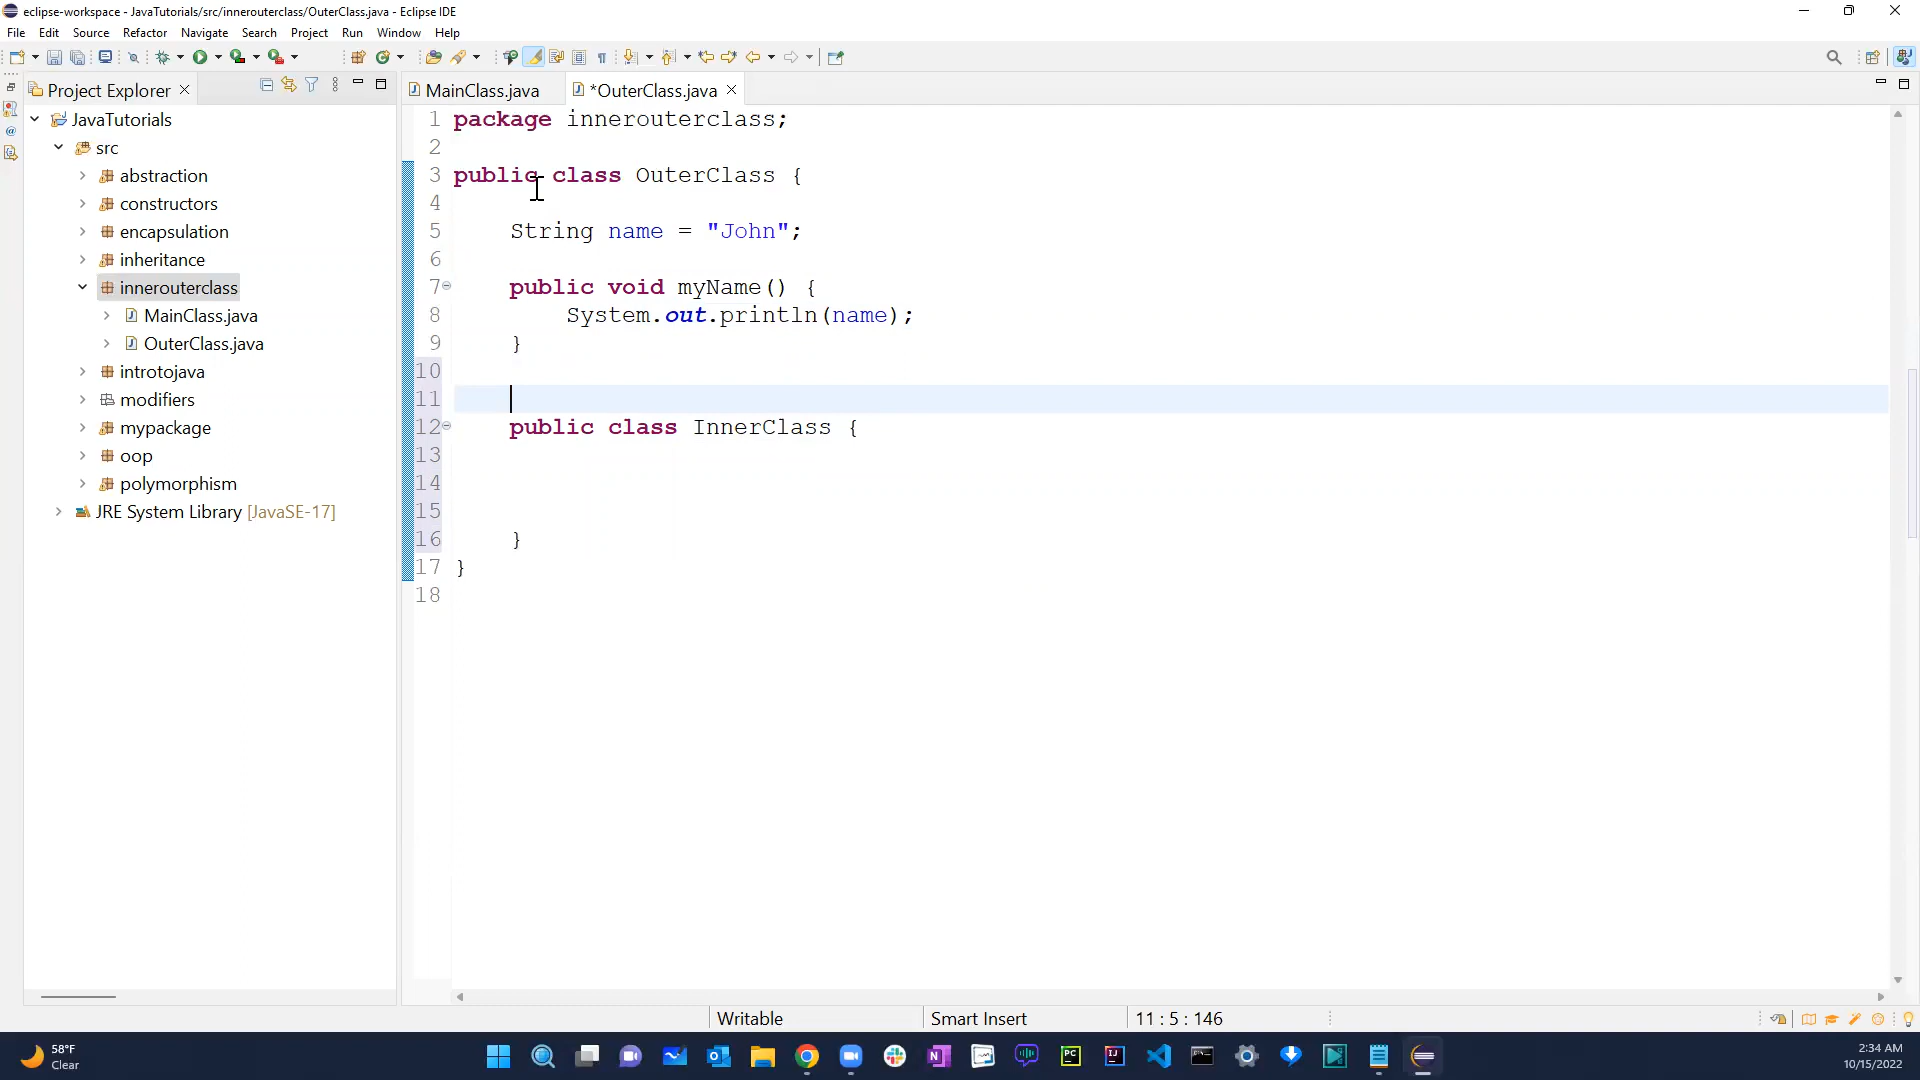 eclipse-workspace - JavaTutorials/src/innerouterclass/OuterClass.java - Eclipse IDE
File Edit Source Refactor Navigate Search Project Run Window Help
Project Explorer
MainClass.java
*OuterClass.java
JavaTutorials
src
abstraction
constructors
encapsulation
inheritance
innerouterclass
MainClass.java
OuterClass.java
introtojava
modifiers
mypackage
oop
polymorphism
JRE System Library [JavaSE-17]
1 package innerouterclass;
2
3 public class OuterClass {
4
5 String name = "John";
6
7 public void myName() {
8 System.out.println(name);
9 }
10
11
12 public class InnerClass {
13
14
15
16 }
17 }
18
Writable
Smart Insert
11 : 5 : 146
58°F
Clear
PC
IJ
2:34 AM
10/15/2022